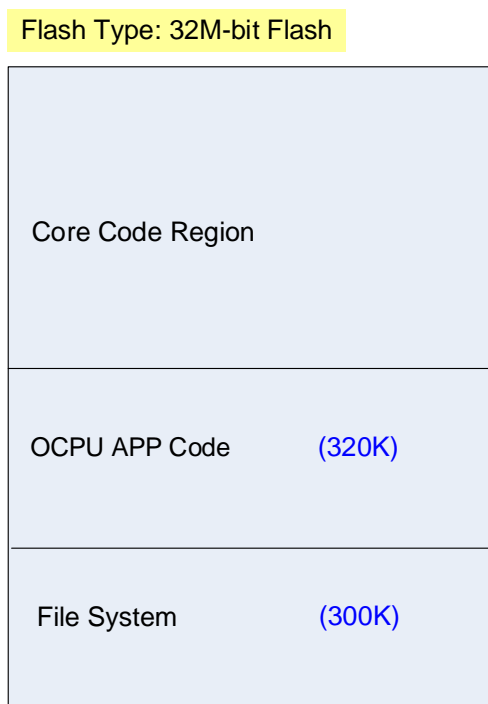 Flash Type: 32M-bit Flash
Core Code Region
OCPU APP Code (320K)
File System (300K)